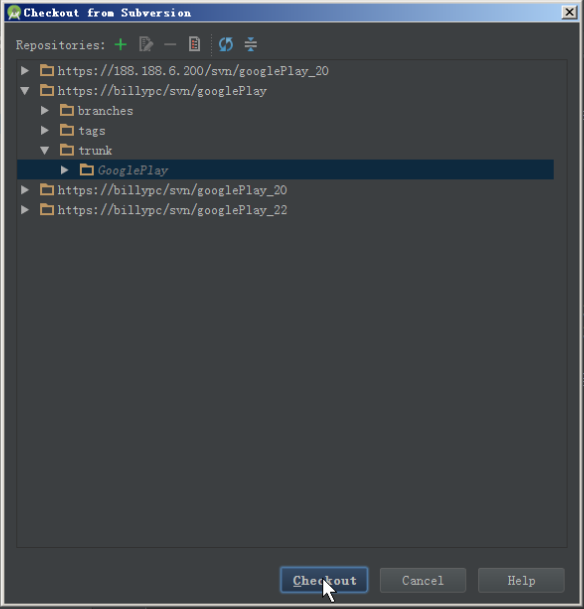 Checkout from Subversion
Repositories:
https://188.188.6.200/svn/googlePlay_20
https://billypc/svn/googlePlay
branches
tags
trunk
GooglePlay
https://billypc/svn/googlePlay_20
https://billypc/svn/googlePlay_22
Checkout Cancel Help